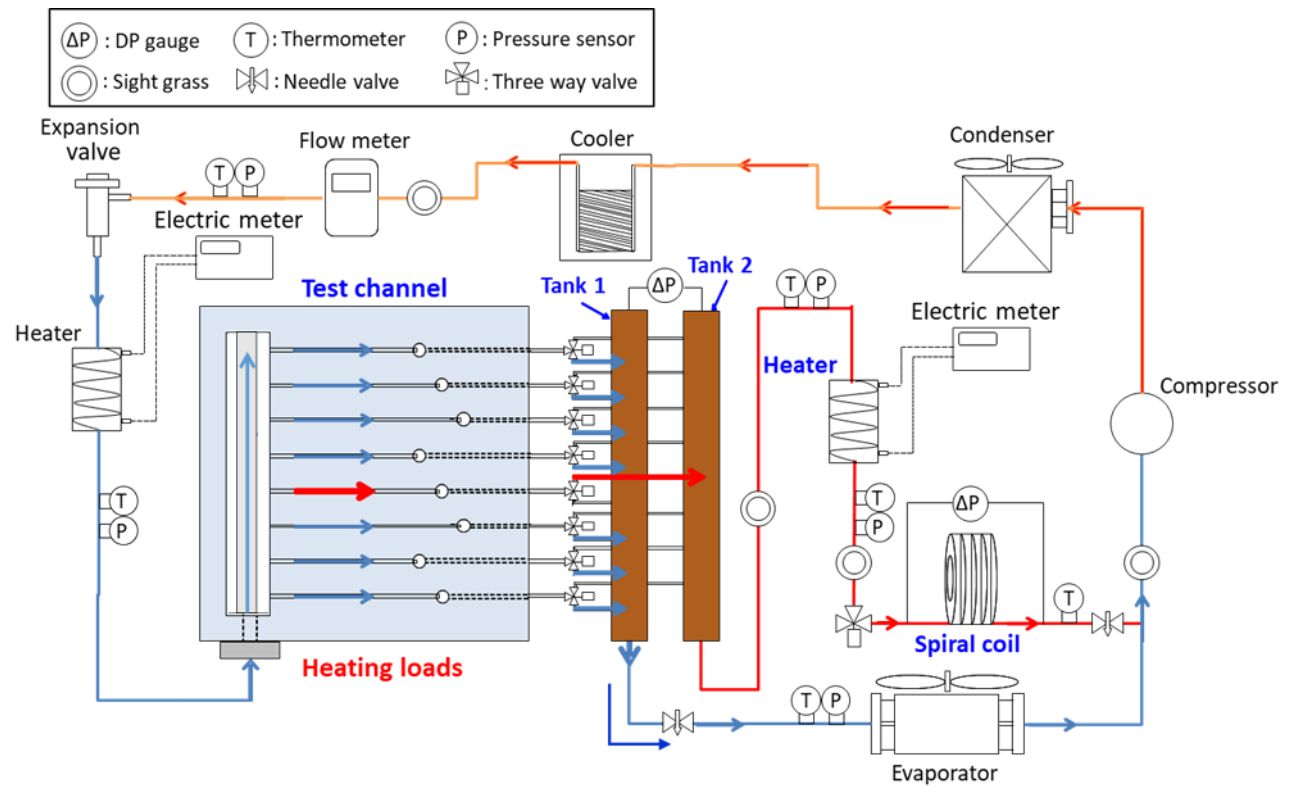 ΔP : DP gauge
T : Thermometer
P : Pressure sensor
: Sight grass
: Needle valve
: Three way valve
Expansion
valve
Flow meter
Cooler
Condenser
T P
Electric meter
Test channel
Tank 1
ΔP
Tank 2
T P
Electric meter
Heater
Heater
Compressor
T
P
T
P
ΔP
T
Spiral coil
Heating loads
T P
Evaporator